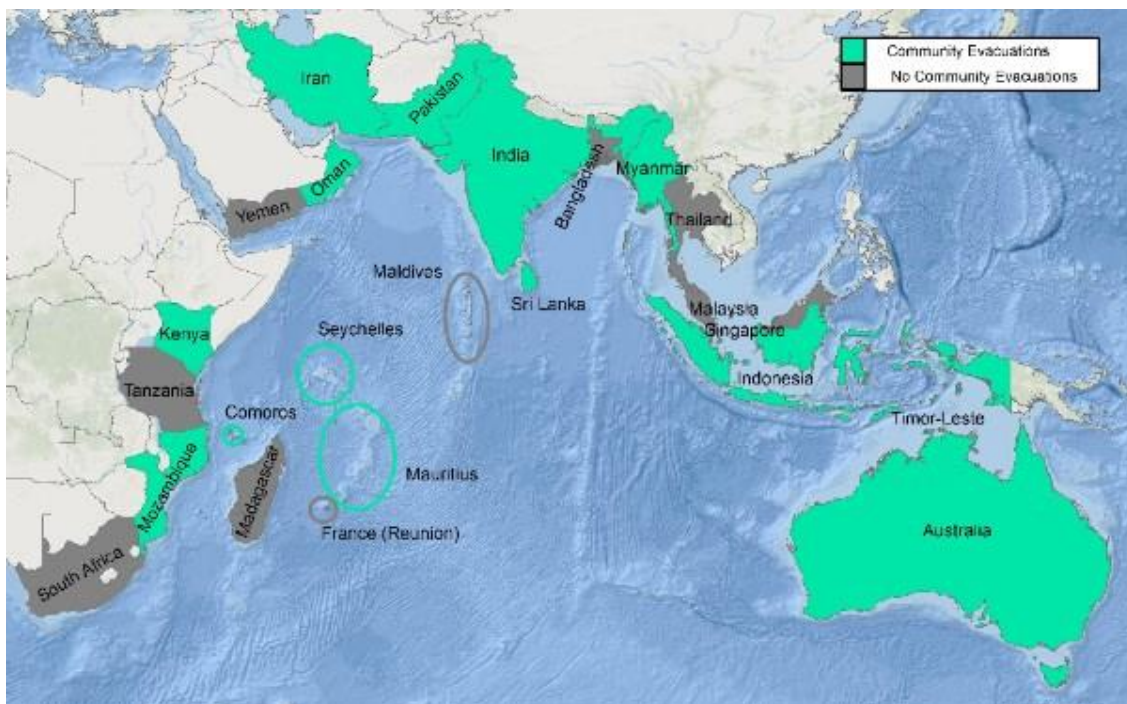 Community Evacuations
No Community Evacuations
Iran
Pakistan
Oman
Yemen
India
Bangladesh
Myanmar
Thailand
Maldives
Sri Lanka
Malaysia
Singapore
Indonesia
Timor-Leste
Kenya
Seychelles
Tanzania
Comoros
Mozambique
Madagascar
Mauritius
France (Reunion)
South Africa
Australia